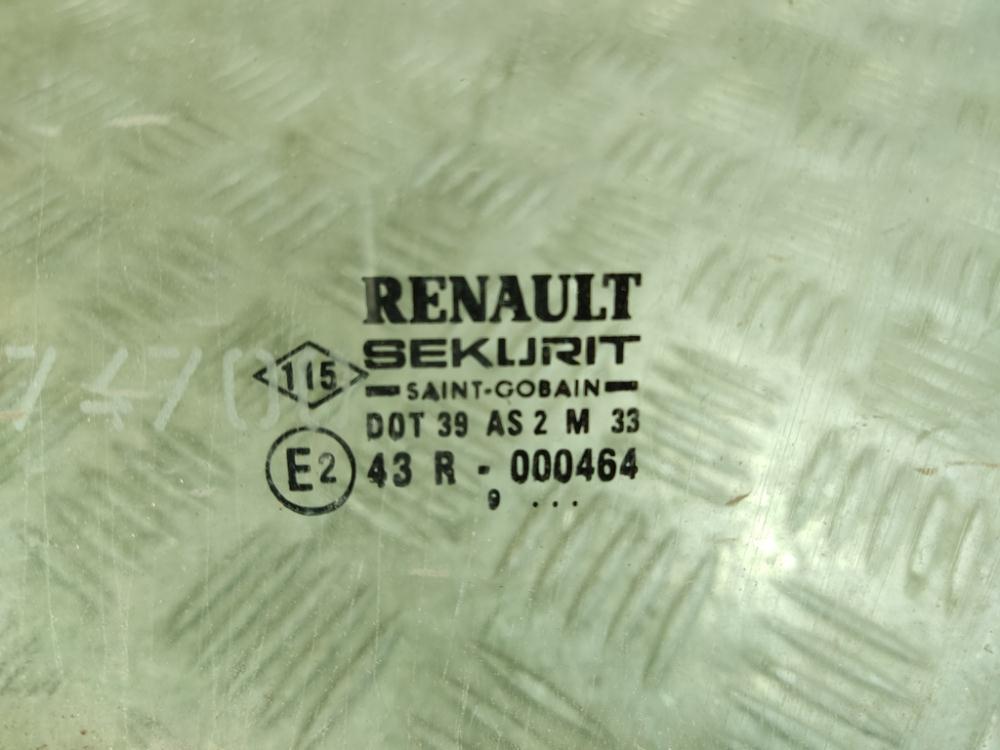 RENAULT
SEKURIT
115
SAINT-GOBAIN
DOT 39 AS 2 M 33
E2 43 R - 000464
9 ...